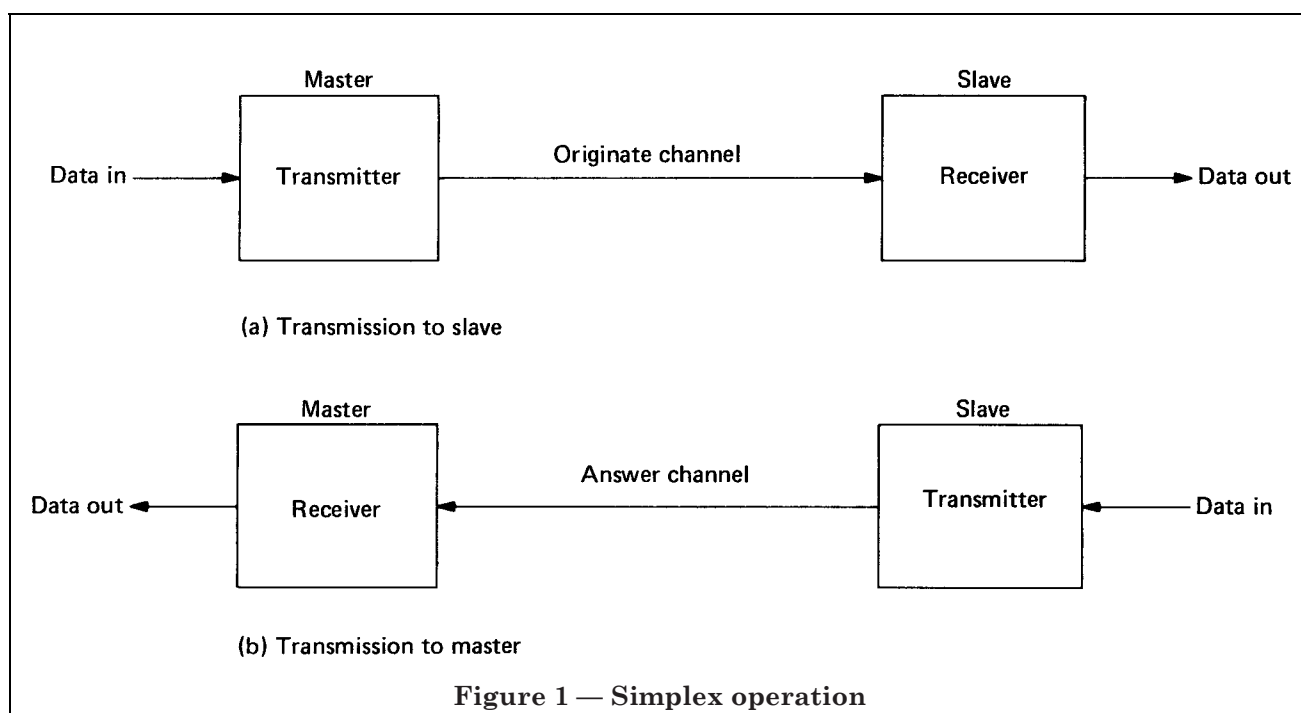 Master
Slave
Data in
Transmitter
Originate channel
Receiver
Data out
(a) Transmission to slave
Master
Slave
Data out
Receiver
Answer channel
Transmitter
Data in
(b) Transmission to master
Figure 1 — Simplex operation